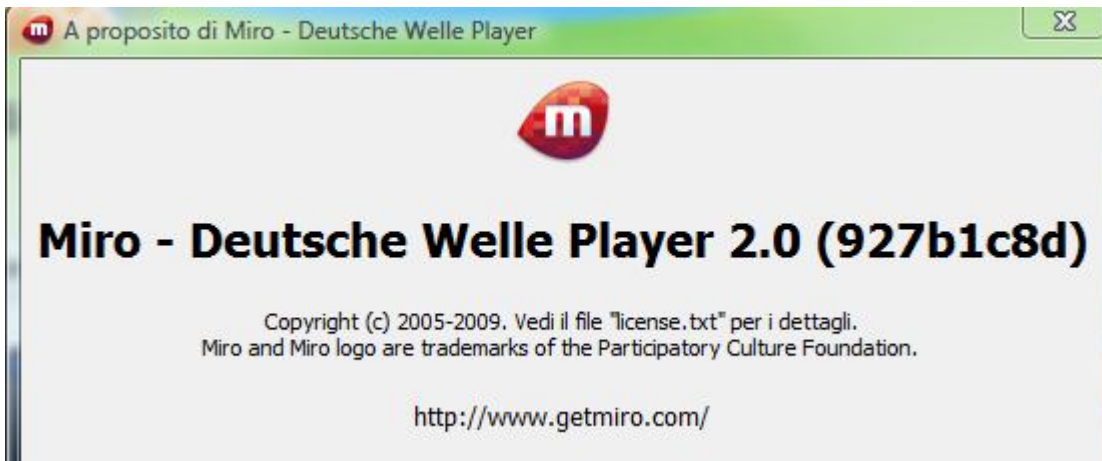 A proposito di Miro - Deutsche Welle Player
m
Miro - Deutsche Welle Player 2.0 (927b1c8d)
Copyright (c) 2005-2009. Vedi il file "license.txt" per i dettagli.
Miro and Miro logo are trademarks of the Participatory Culture Foundation.
http://www.getmiro.com/